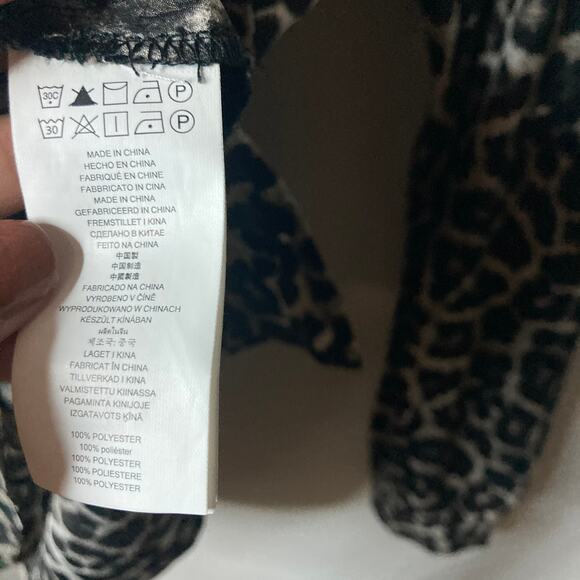 30C P
30 P
MADE IN CHINA
HECHO EN CHINA
FABRIQUÉ EN CHINE
FABBRICATO IN CINA
MADE IN CHINA
GEFABRICEERD IN CHINA
FREMSTILLET I KINA
СДЕЛАНО В КИТАЕ
FEITO NA CHINA
中国製
中国制造
中國製造
FABRICADO NA CHINA
VYROBENO V ČÍNĚ
WYPRODUKOWANO W CHINACH
KÉSZÜLT KÍNÁBAN
ผลิตในจีน
제조국: 중국
LAGET I KINA
FABRICAT ÎN CHINA
TILLVERKAD I KINA
VALMISTETTU KIINASSA
PAGAMINTA KINIJOJE
IZGATAVOTS ĶĪNĀ
100% POLYESTER
100% poliéster
100% POLYESTER
100% POLIESTERE
100% POLYESTER